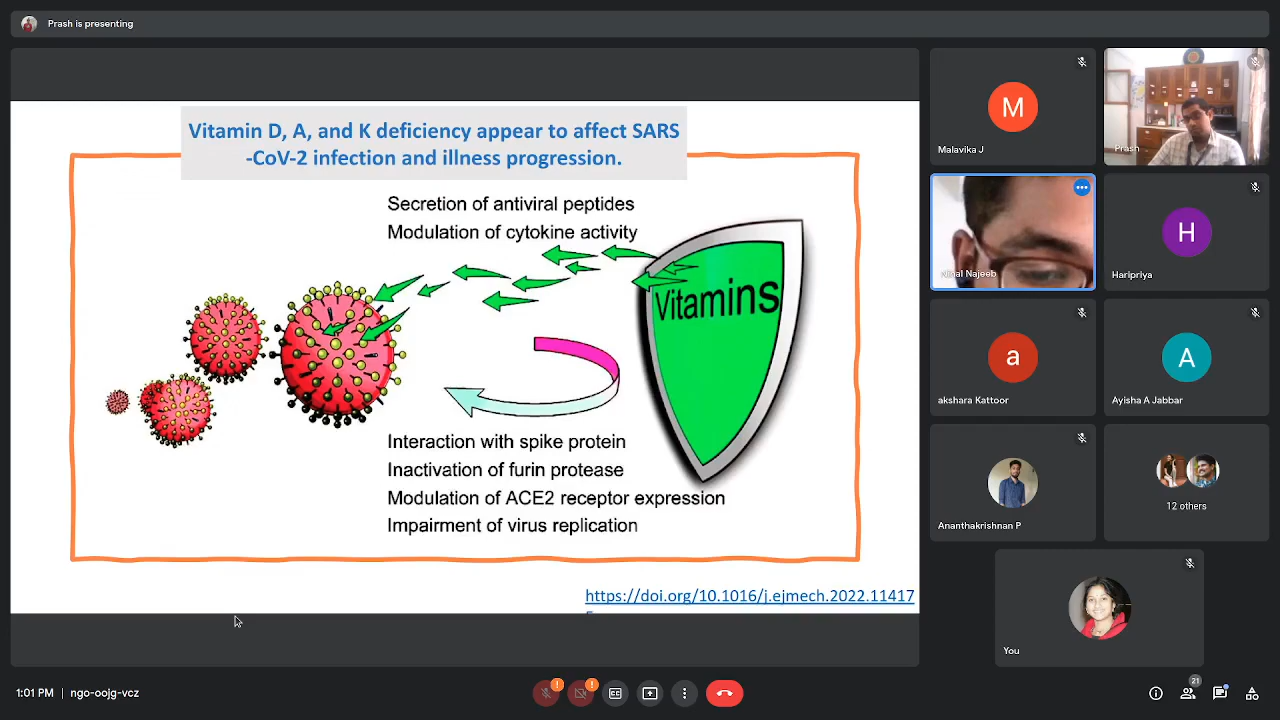 Prash is presenting
Vitamin D, A, and K deficiency appear to affect SARS
-CoV-2 infection and illness progression.
Secretion of antiviral peptides
Modulation of cytokine activity
Vitamins
Interaction with spike protein
Inactivation of furin protease
Modulation of ACE2 receptor expression
Impairment of virus replication
https://doi.org/10.1016/j.ejmech.2022.11417
M
Malavika J
Prash
Najeeb
H
Haripriya
a
akshara Kattoor
A
Ayisha A Jabbar
Ananthakrishnan P
12 others
You
1:01 PM | ngo-oojg-vcz
21